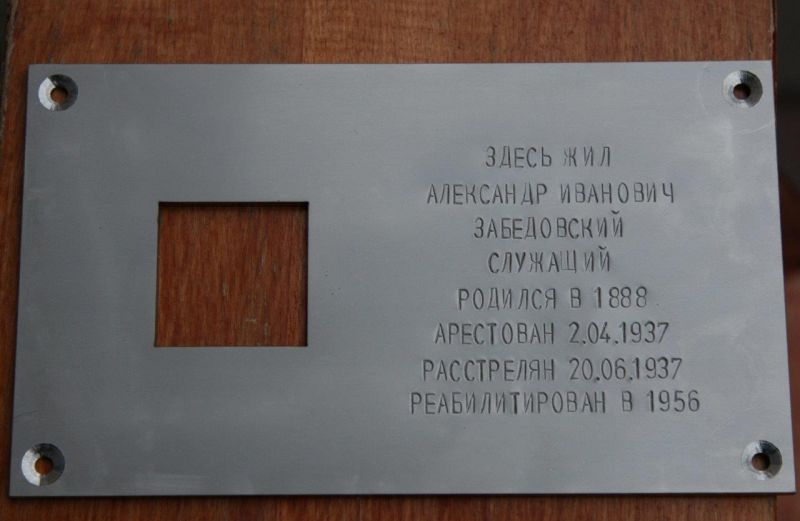 ЗДЕСЬ ЖИЛ
АЛЕКСАНДР ИВАНОВИЧ
ЗАБЕДОВСКИЙ
СЛУЖАЩИЙ
РОДИЛСЯ В 1888
АРЕСТОВАН 2.04.1937
РАССТРЕЛЯН 20.06.1937
РЕАБИЛИТИРОВАН В 1956